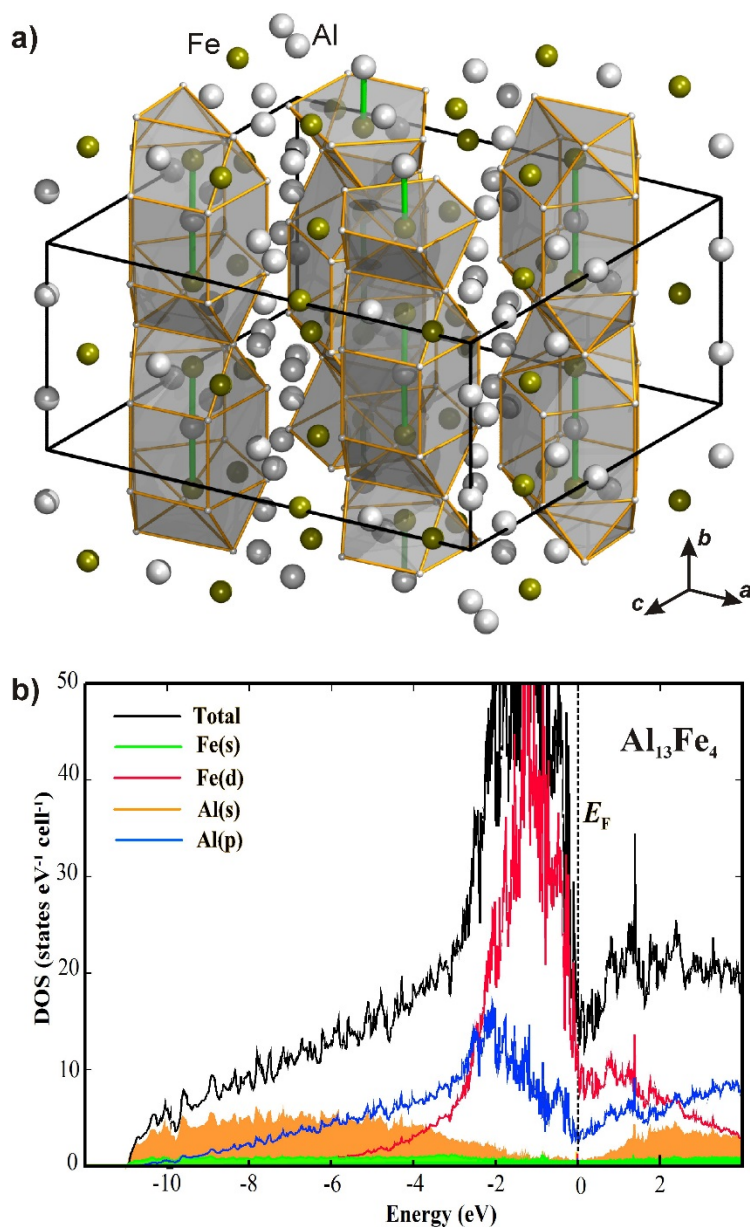 a)
Fe
Al
b
a
c
b)
50
40
30
20
10
0
DOS (states eV⁻¹ cell⁻¹)
Total
Fe(s)
Fe(d)
Al(s)
Al(p)
Al₁₃Fe₄
E_F
-10
-8
-6
-4
-2
0
2
Energy (eV)